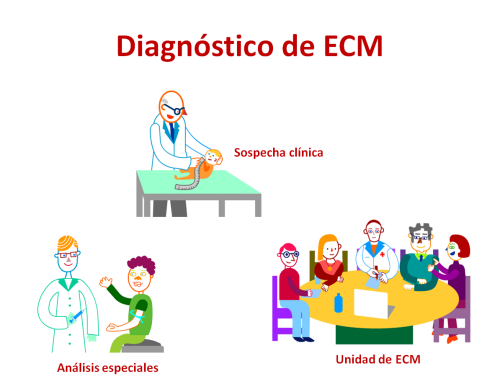 Diagnóstico de ECM
Sospecha clínica
Análisis especiales
Unidad de ECM